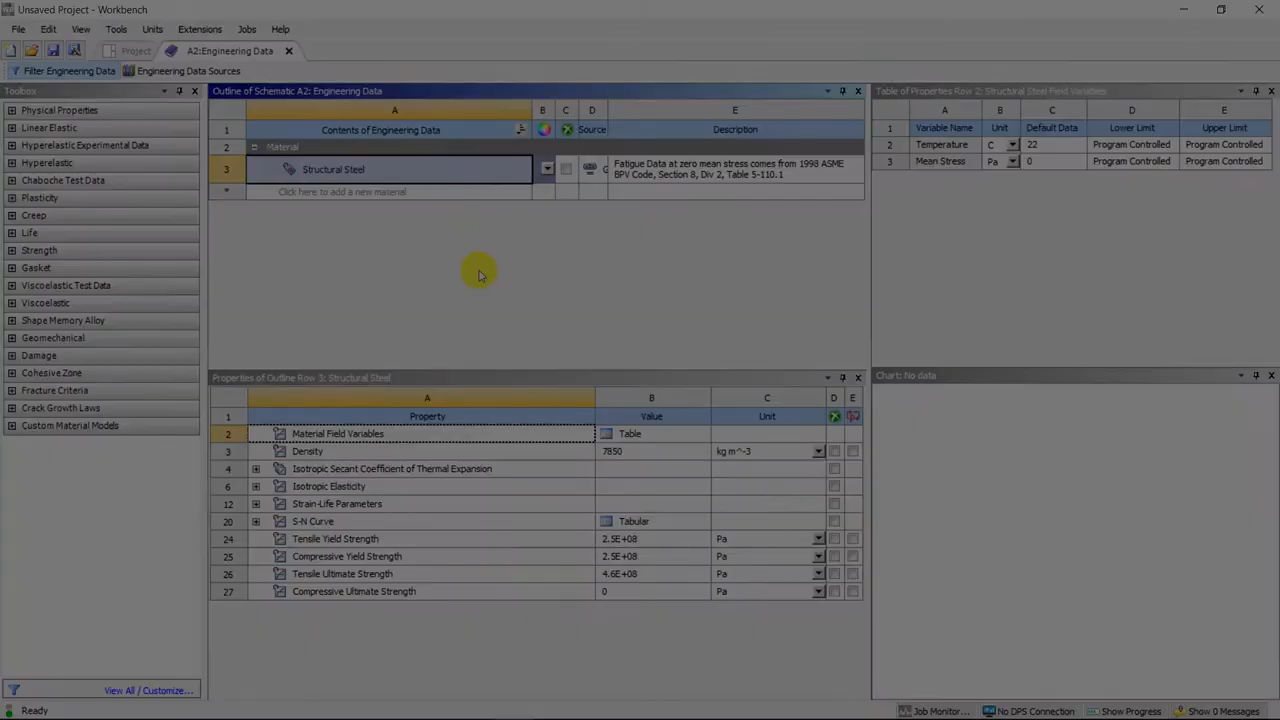 Unsaved Project - Workbench
File Edit View Tools Units Extensions Jobs Help
Project A2:Engineering Data
Filter Engineering Data Engineering Data Sources
Toolbox
Physical Properties
Linear Elastic
Hyperelastic Experimental Data
Hyperelastic
Chaboche Test Data
Plasticity
Creep
Life
Strength
Gasket
Viscoelastic Test Data
Viscoelastic
Shape Memory Alloy
Geomechanical
Damage
Cohesive Zone
Fracture Criteria
Crack Growth Laws
Custom Material Models
View All / Customize...
Outline of Schematic A2: Engineering Data
A B C D E
1 Contents of Engineering Data Source Description
2 Material
3 Structural Steel Fatigue Data at zero mean stress comes from 1998 ASME
BPV Code, Section 8, Div 2, Table 5-110.1
* Click here to add a new material
Properties of Outline Row 3: Structural Steel
A B C D E
1 Property Value Unit
2 Material Field Variables Table
3 Density 7850 kg m^-3
4 Isotropic Secant Coefficient of Thermal Expansion
6 Isotropic Elasticity
12 Strain-Life Parameters
20 S-N Curve Tabular
24 Tensile Yield Strength 2.5E+08 Pa
25 Compressive Yield Strength 2.5E+08 Pa
26 Tensile Ultimate Strength 4.6E+08 Pa
27 Compressive Ultimate Strength 0 Pa
Table of Properties Row 2: Structural Steel Field Variables
A B C D E
1 Variable Name Unit Default Data Lower Limit Upper Limit
2 Temperature C 22 Program Controlled Program Controlled
3 Mean Stress Pa 0 Program Controlled Program Controlled
Chart: No data
Ready
Job Monitor... No DPS Connection Show Progress Show 0 Messages